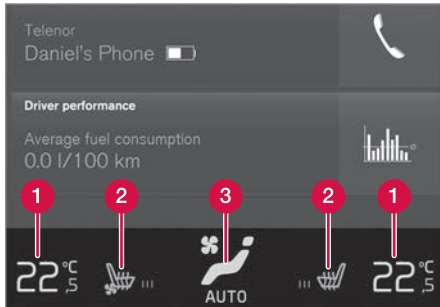 Telenor
Daniel's Phone
Driver performance
Average fuel consumption
0.0 l/100 km
1 2 3 2 1
22°C,5 22°C,5
AUTO